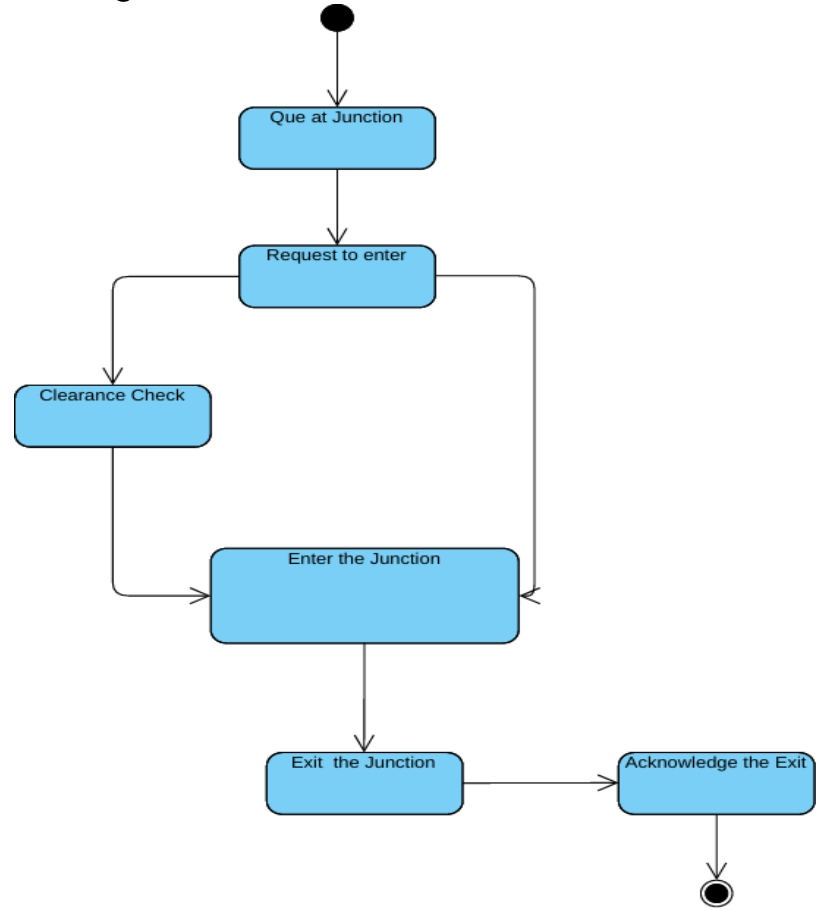 Que at Junction
Request to enter
Clearance Check
Enter the Junction
Exit  the Junction
Acknowledge the Exit